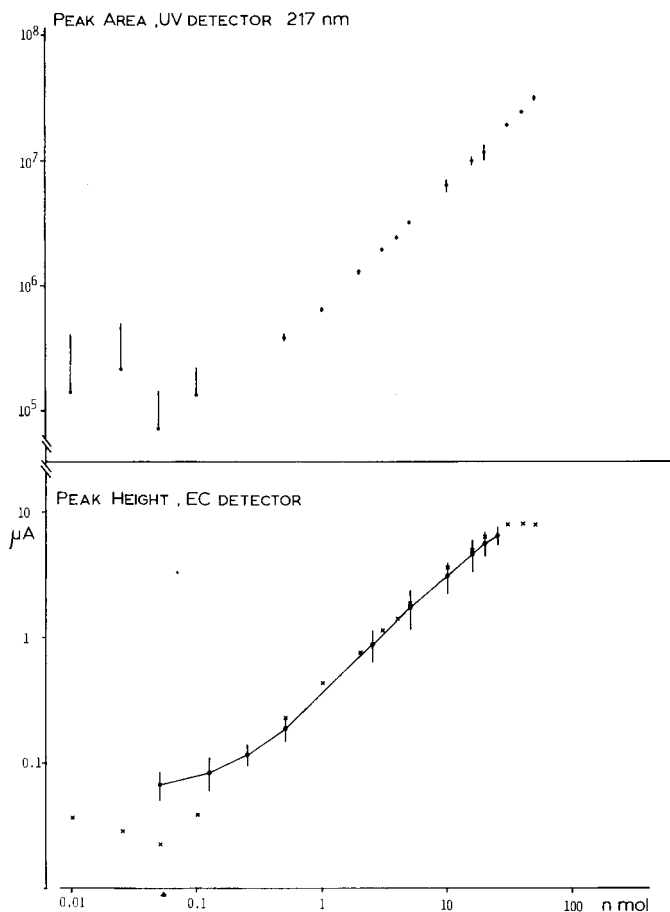 PEAK AREA , UV DETECTOR 217 nm
10⁸
10⁷
10⁶
10⁵
PEAK HEIGHT , EC DETECTOR
10
µA
1
0.1
0.01 0.1 1 10 100 n mol